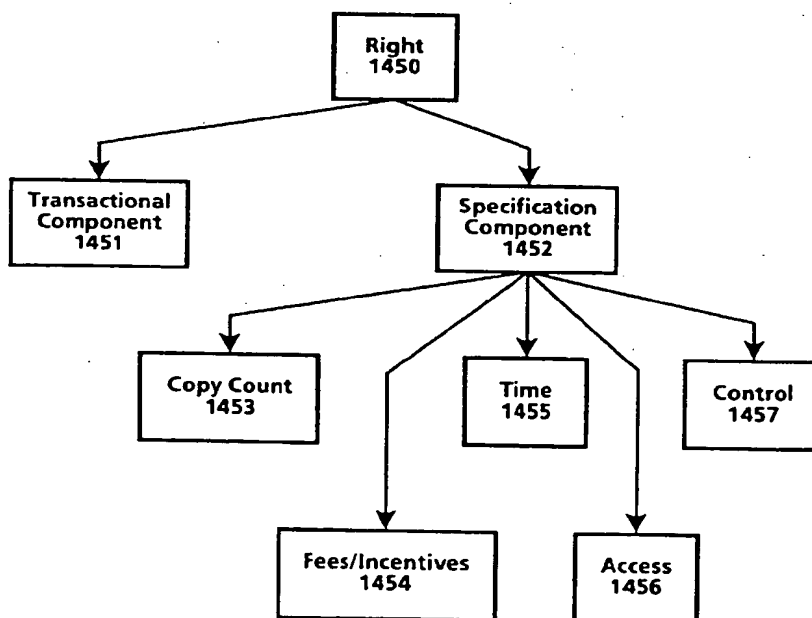 Right
1450
Transactional
Component
1451
Specification
Component
1452
Copy Count
1453
Time
1455
Control
1457
Fees/Incentives
1454
Access
1456